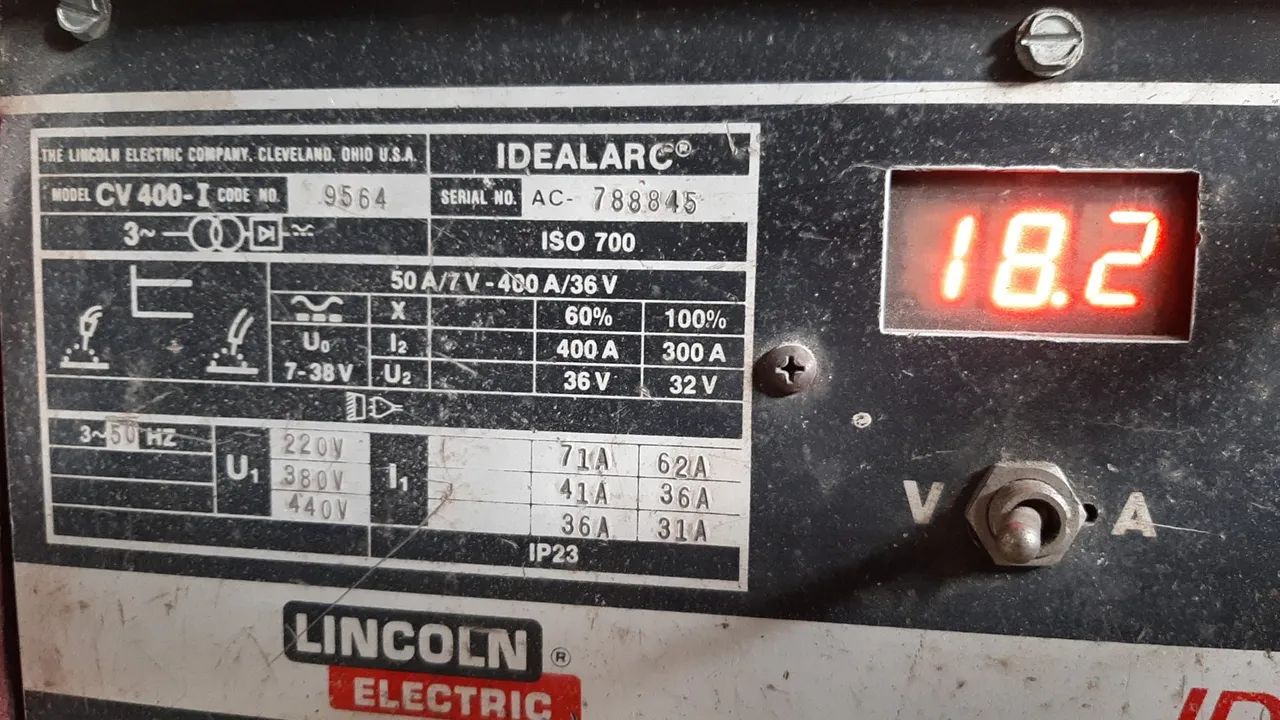 THE LINCOLN ELECTRIC COMPANY, CLEVELAND, OHIO U.S.A.
IDEALARC®
MODEL CV 400-I CODE NO. 9564
SERIAL NO. AC- 788845
3~
ISO 700
50 A/7 V - 400 A/36 V
X 60% 100%
U₀ I₂ 400 A 300 A
7-38 V U₂ 36 V 32 V
3~50 HZ U₁ 220V I₁ 71A 62A
380V 41A 36A
440V 36A 31A
IP23
18.2
V A
LINCOLN ®
ELECTRIC